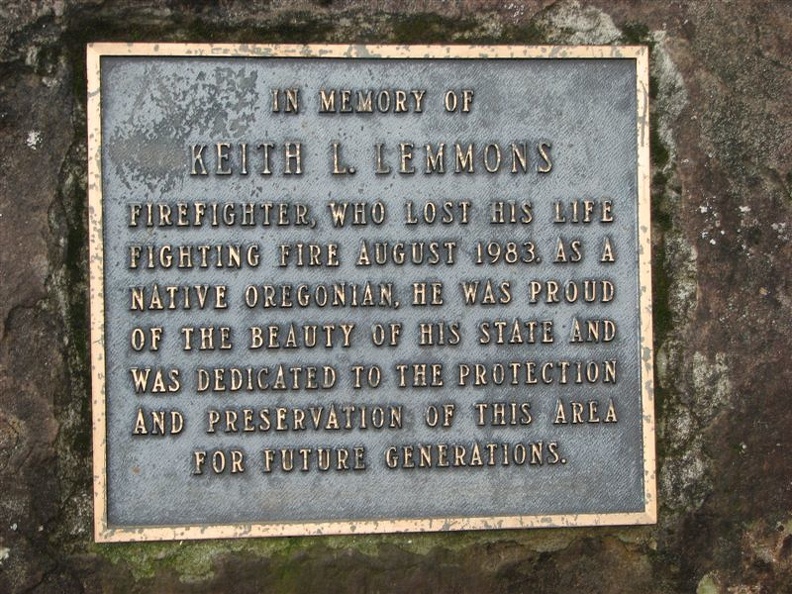 IN MEMORY OF
KEITH L. LEMMONS
FIREFIGHTER, WHO LOST HIS LIFE
FIGHTING FIRE AUGUST 1983. AS A
NATIVE OREGONIAN, HE WAS PROUD
OF THE BEAUTY OF HIS STATE AND
WAS DEDICATED TO THE PROTECTION
AND PRESERVATION OF THIS AREA
FOR FUTURE GENERATIONS.